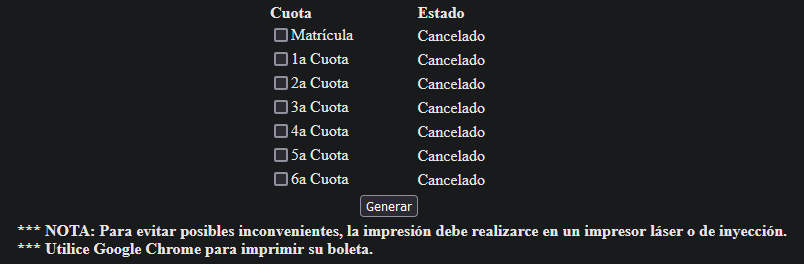 Cuota Estado
Matrícula Cancelado
1a Cuota Cancelado
2a Cuota Cancelado
3a Cuota Cancelado
4a Cuota Cancelado
5a Cuota Cancelado
6a Cuota Cancelado
Generar
*** NOTA: Para evitar posibles inconvenientes, la impresión debe realizarce en un impresor láser o de inyección.
*** Utilice Google Chrome para imprimir su boleta.